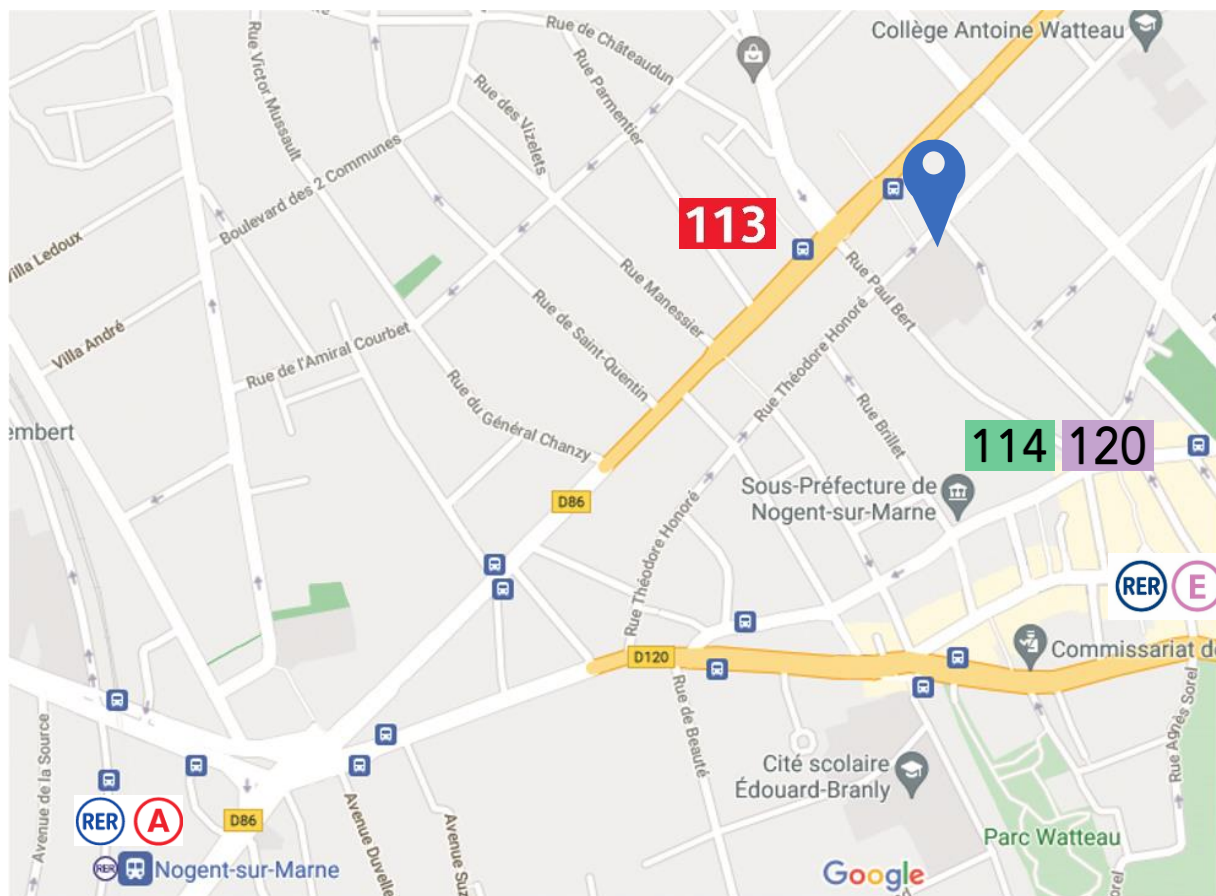 Collège Antoine Watteau
Rue de Châteaudun
Rue Victor Mussault
Rue Parmentier
Rue des Vizelets
Boulevard des 2 Communes
Villa Ledoux
Villa André
113
Rue Paul Bert
Rue Manessier
Rue de Saint-Quentin
Rue de l'Amiral Courbet
Rue Théodore Honoré
Rue du Général Chanzy
Rue Brillet
embert
114 120
Sous-Préfecture de
Nogent-sur-Marne
D86
Rue Théodore Honoré
RER E
D120
Commissariat de
Rue de Beauté
Rue Agnès Sorel
Avenue de la Source
Cité scolaire
Édouard-Branly
RER A
D86
Avenue Duvelle
Avenue Suz
Parc Watteau
RER Nogent-sur-Marne
Google